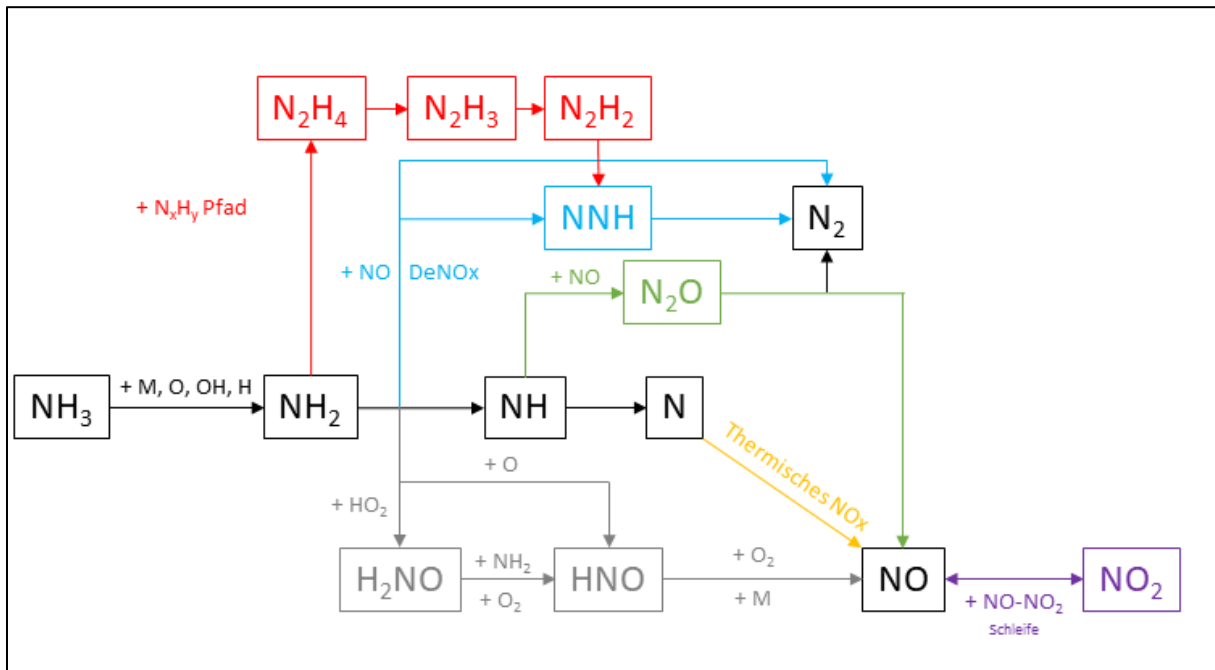 N₂H₄
N₂H₃
N₂H₂
+ NₓHᵧ Pfad
NNH
N₂
+ NO
DeNOx
+ NO
N₂O
NH₃
+ M, O, OH, H
NH₂
NH
N
Thermisches NOx
+ O
+ HO₂
H₂NO
+ NH₂
+ O₂
HNO
+ O₂
+ M
NO
+ NO-NO₂
Schleife
NO₂